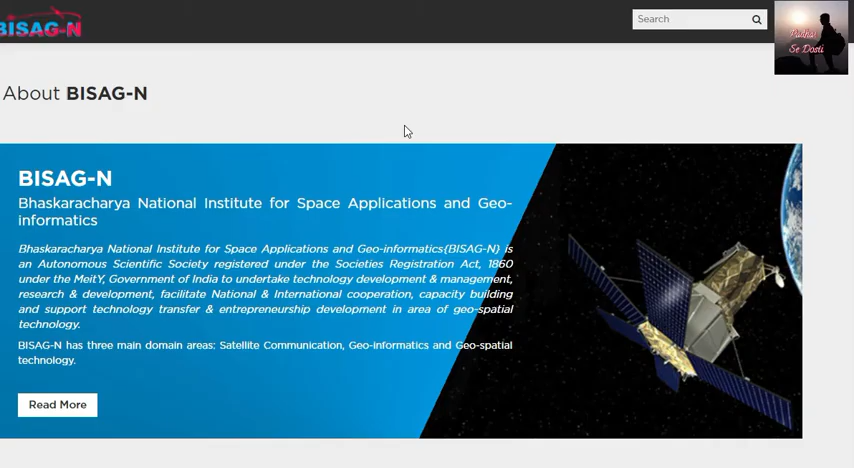 BISAG-N
Search
Se Dosti
About BISAG-N
BISAG-N
Bhaskaracharya National Institute for Space Applications and Geo-
informatics
Bhaskaracharya National Institute for Space Applications and Geo-informatics{BISAG-N} is
an Autonomous Scientific Society registered under the Societies Registration Act, 1860
under the MeitY, Government of India to undertake technology development & management,
research & development, facilitate National & International cooperation, capacity building
and support technology transfer & entrepreneurship development in area of geo-spatial
technology.
BISAG-N has three main domain areas: Satellite Communication, Geo-informatics and Geo-spatial
technology.
Read More